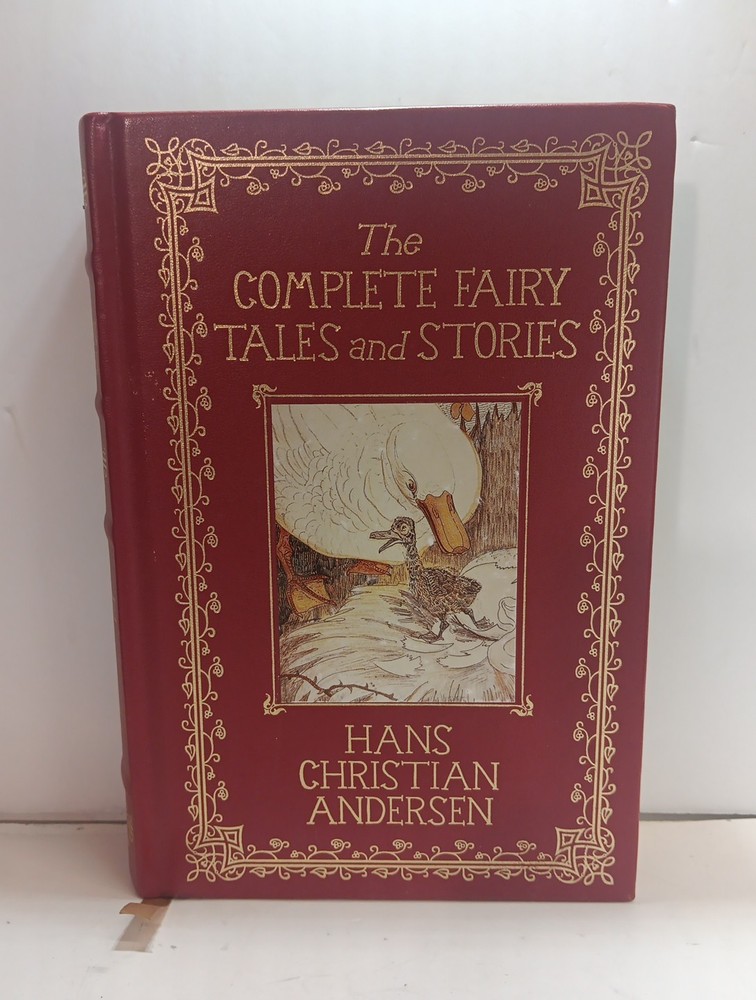 The
COMPLETE FAIRY
TALES and STORIES
HANS
CHRISTIAN
ANDERSEN